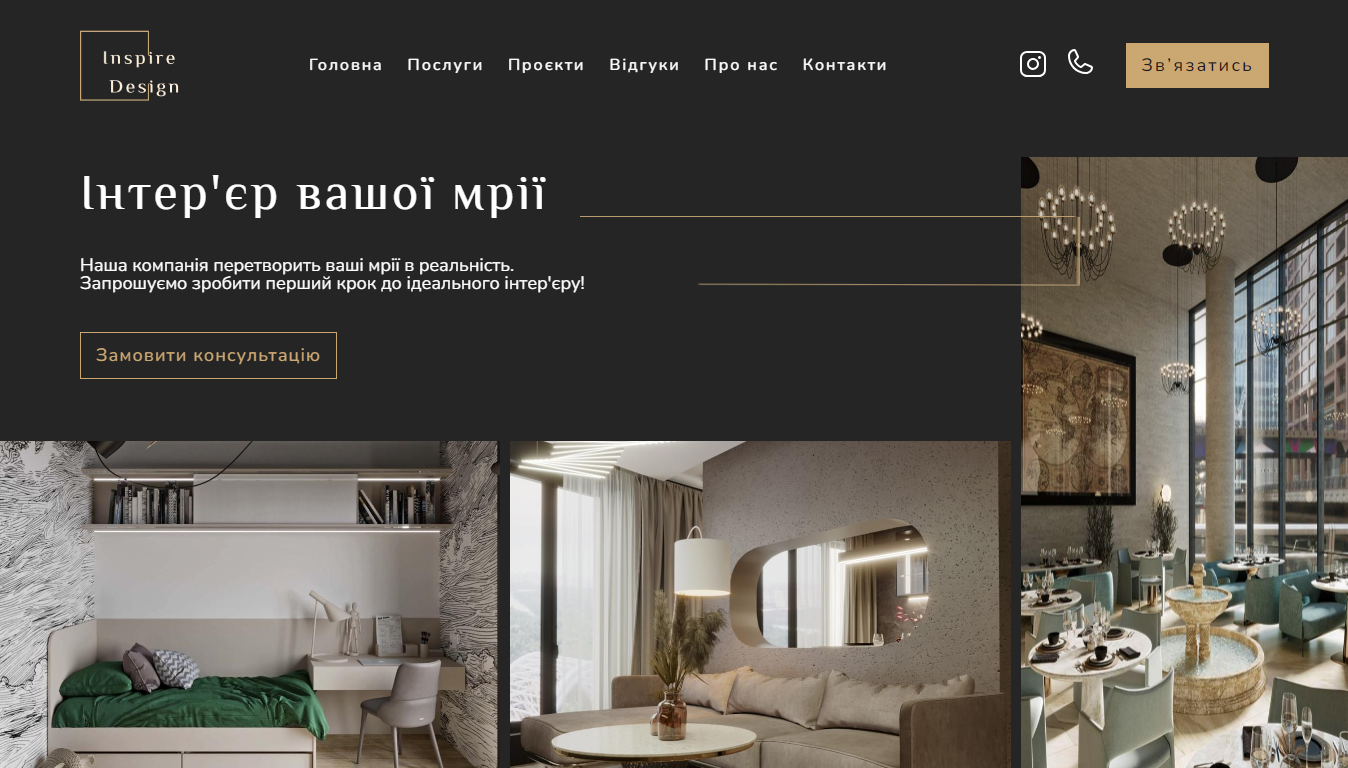 Inspire
Design
Головна Послуги Проєкти Відгуки Про нас Контакти
Зв’язатись
Інтер'єр вашої мрії
Наша компанія перетворить ваші мрії в реальність.
Запрошуємо зробити перший крок до ідеального інтер'єру!
Замовити консультацію